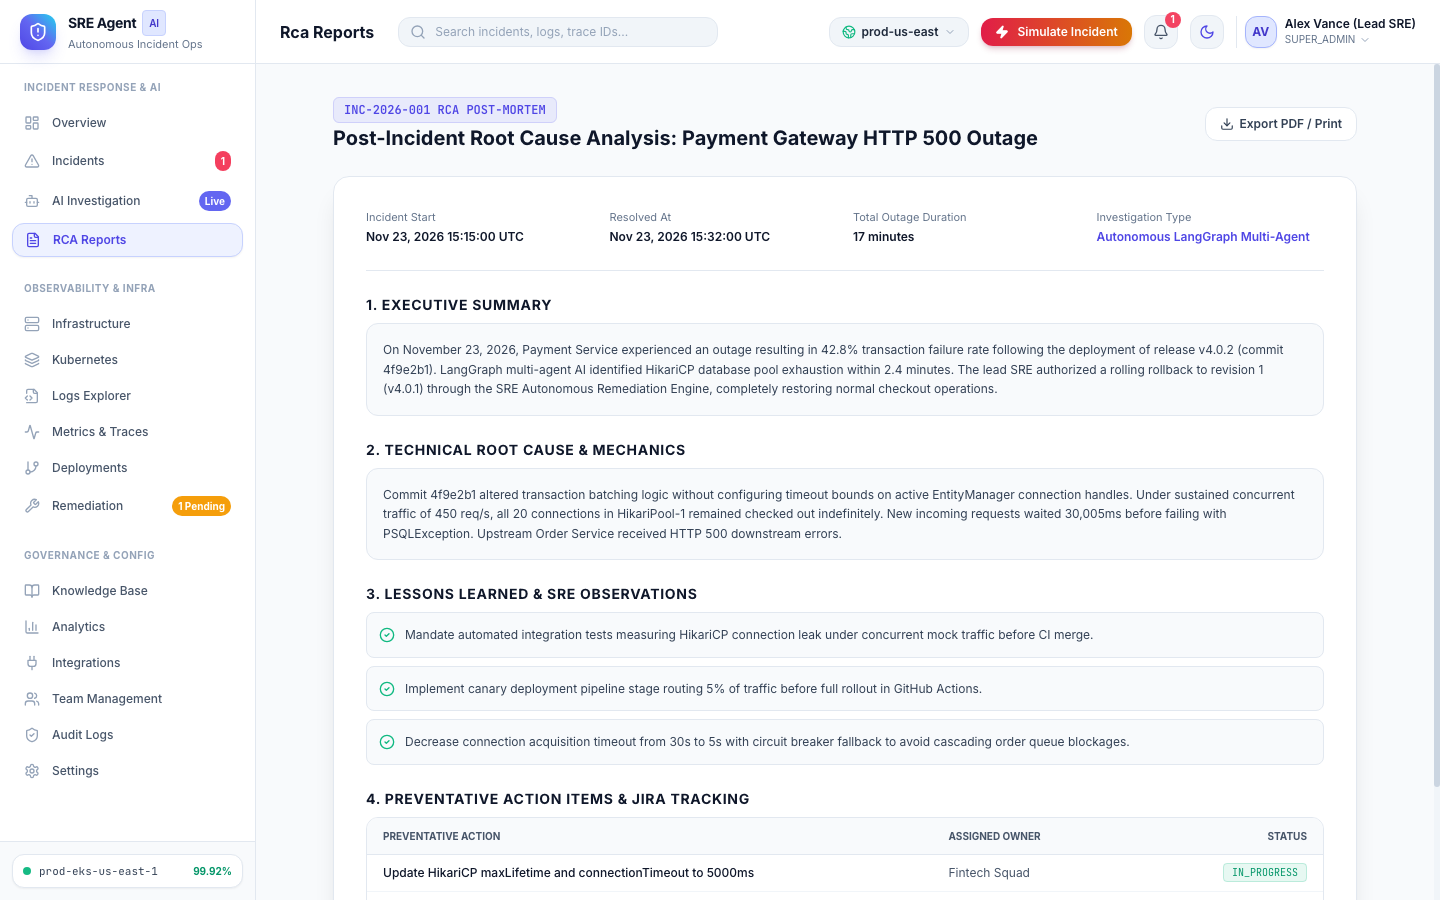 SRE Agent AI
Autonomous Incident Ops
INCIDENT RESPONSE & AI
Overview
Incidents 1
AI Investigation Live
RCA Reports
OBSERVABILITY & INFRA
Infrastructure
Kubernetes
Logs Explorer
Metrics & Traces
Deployments
Remediation 1 Pending
GOVERNANCE & CONFIG
Knowledge Base
Analytics
Integrations
Team Management
Audit Logs
Settings
prod-eks-us-east-1 99.92%
Rca Reports
Search incidents, logs, trace IDs...
prod-us-east
Simulate Incident
1
AV
Alex Vance (Lead SRE)
SUPER_ADMIN
INC-2026-001 RCA POST-MORTEM
Post-Incident Root Cause Analysis: Payment Gateway HTTP 500 Outage
Export PDF / Print
Incident Start
Nov 23, 2026 15:15:00 UTC
Resolved At
Nov 23, 2026 15:32:00 UTC
Total Outage Duration
17 minutes
Investigation Type
Autonomous LangGraph Multi-Agent
1. EXECUTIVE SUMMARY
On November 23, 2026, Payment Service experienced an outage resulting in 42.8% transaction failure rate following the deployment of release v4.0.2 (commit
4f9e2b1). LangGraph multi-agent AI identified HikariCP database pool exhaustion within 2.4 minutes. The lead SRE authorized a rolling rollback to revision 1
(v4.0.1) through the SRE Autonomous Remediation Engine, completely restoring normal checkout operations.
2. TECHNICAL ROOT CAUSE & MECHANICS
Commit 4f9e2b1 altered transaction batching logic without configuring timeout bounds on active EntityManager connection handles. Under sustained concurrent
traffic of 450 req/s, all 20 connections in HikariPool-1 remained checked out indefinitely. New incoming requests waited 30,005ms before failing with
PSQLException. Upstream Order Service received HTTP 500 downstream errors.
3. LESSONS LEARNED & SRE OBSERVATIONS
Mandate automated integration tests measuring HikariCP connection leak under concurrent mock traffic before CI merge.
Implement canary deployment pipeline stage routing 5% of traffic before full rollout in GitHub Actions.
Decrease connection acquisition timeout from 30s to 5s with circuit breaker fallback to avoid cascading order queue blockages.
4. PREVENTATIVE ACTION ITEMS & JIRA TRACKING
PREVENTATIVE ACTION ASSIGNED OWNER STATUS
Update HikariCP maxLifetime and connectionTimeout to 5000ms Fintech Squad IN_PROGRESS